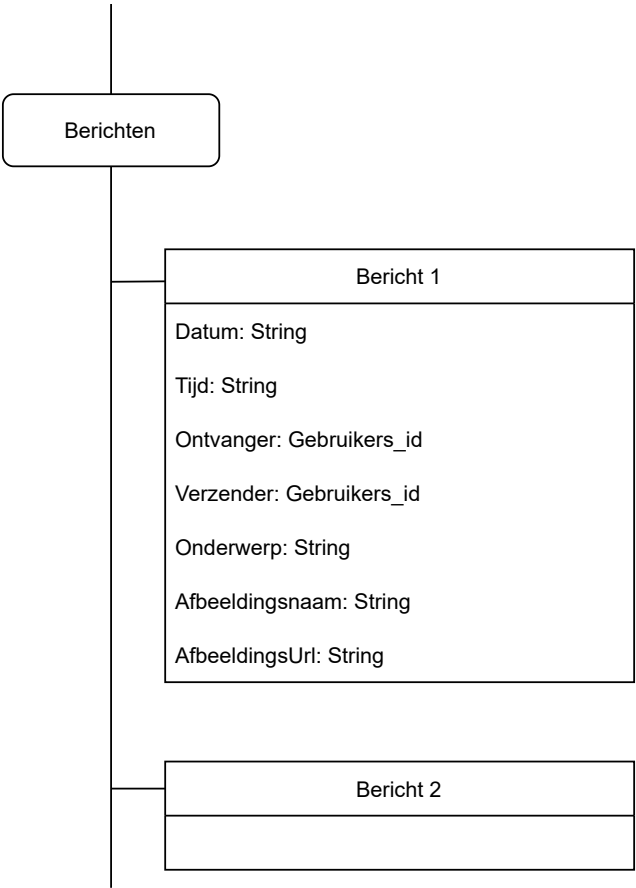 Berichten
Bericht 1
Datum: String
Tijd: String
Ontvanger: Gebruikers_id
Verzender: Gebruikers_id
Onderwerp: String
Afbeeldingsnaam: String
AfbeeldingsUrl: String
Bericht 2